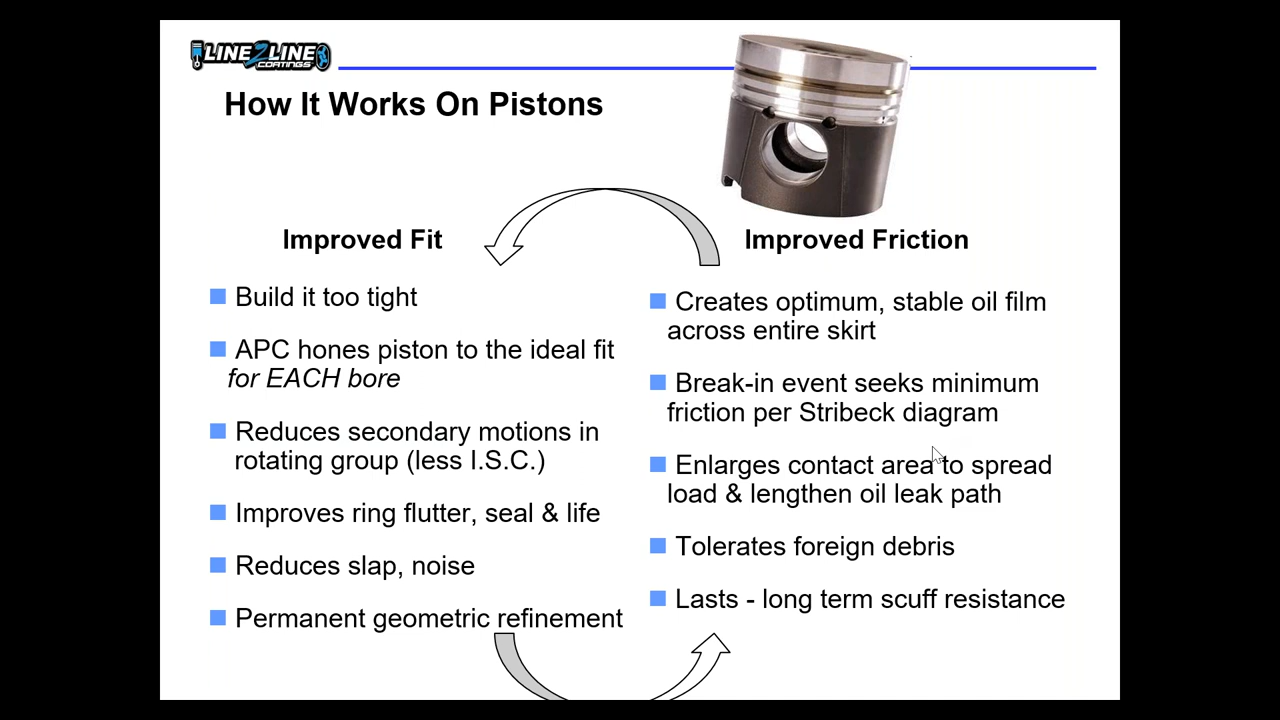 LINE2LINE
COATINGS
How It Works On Pistons
Improved Fit
Build it too tight
APC hones piston to the ideal fit
for EACH bore
Reduces secondary motions in
rotating group (less I.S.C.)
Improves ring flutter, seal & life
Reduces slap, noise
Permanent geometric refinement
Improved Friction
Creates optimum, stable oil film
across entire skirt
Break-in event seeks minimum
friction per Stribeck diagram
Enlarges contact area to spread
load & lengthen oil leak path
Tolerates foreign debris
Lasts - long term scuff resistance